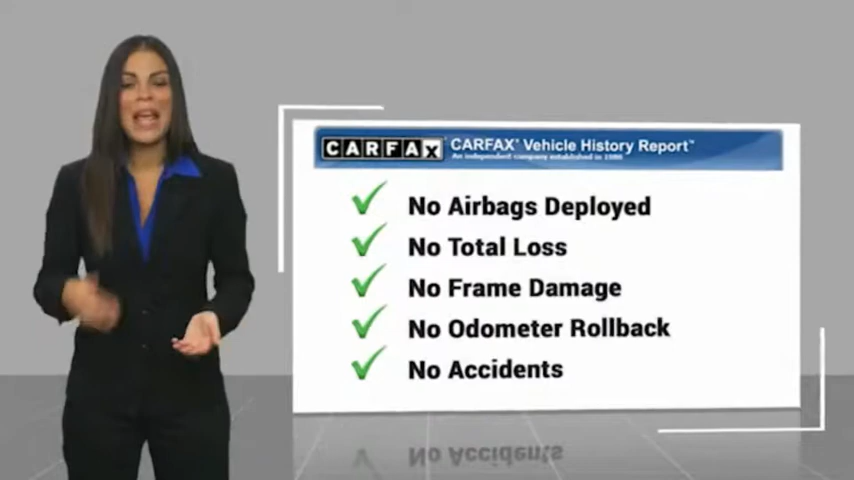 CARFAX CARFAX® Vehicle History Report™
An independent company established in 1986
No Airbags Deployed
No Total Loss
No Frame Damage
No Odometer Rollback
No Accidents
No Accidents